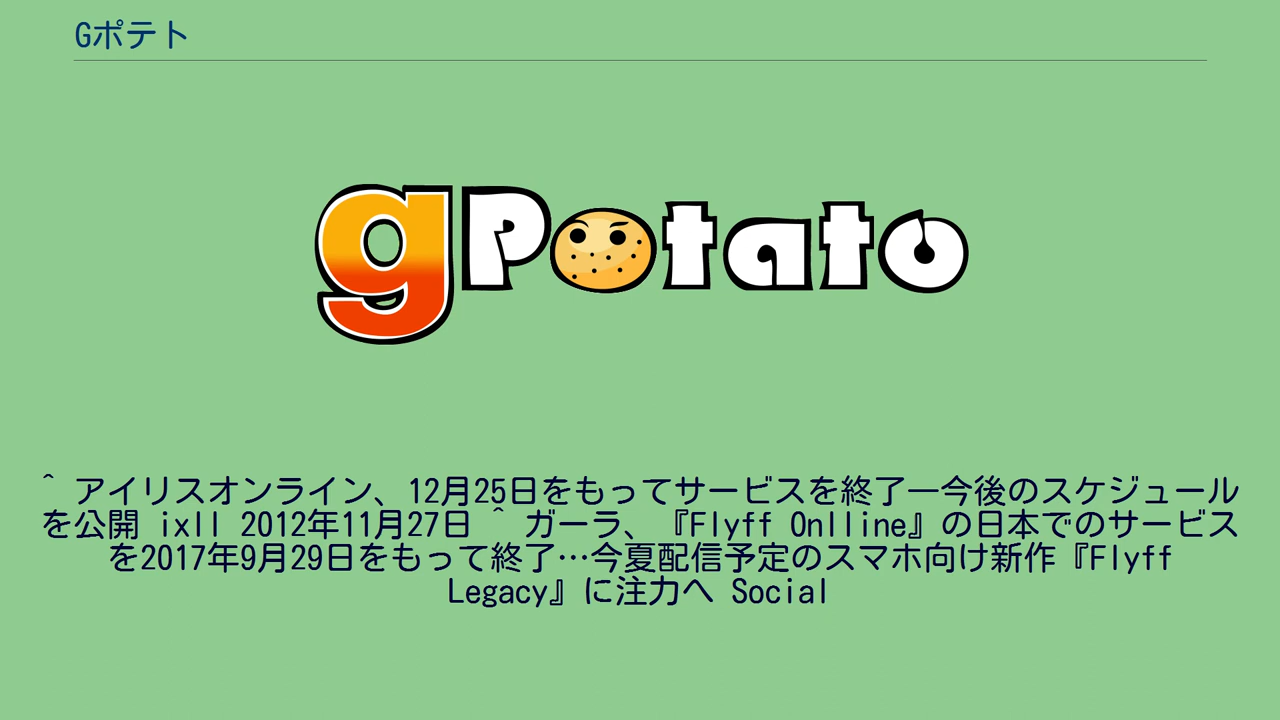 Gポテト
gPotato
^ アイリスオンライン、12月25日をもってサービスを終了―今後のスケジュール
を公開 ixll 2012年11月27日 ^ ガーラ、『Flyff Onlline』の日本でのサービス
を2017年9月29日をもって終了…今夏配信予定のスマホ向け新作『Flyff
Legacy』に注力へ Social